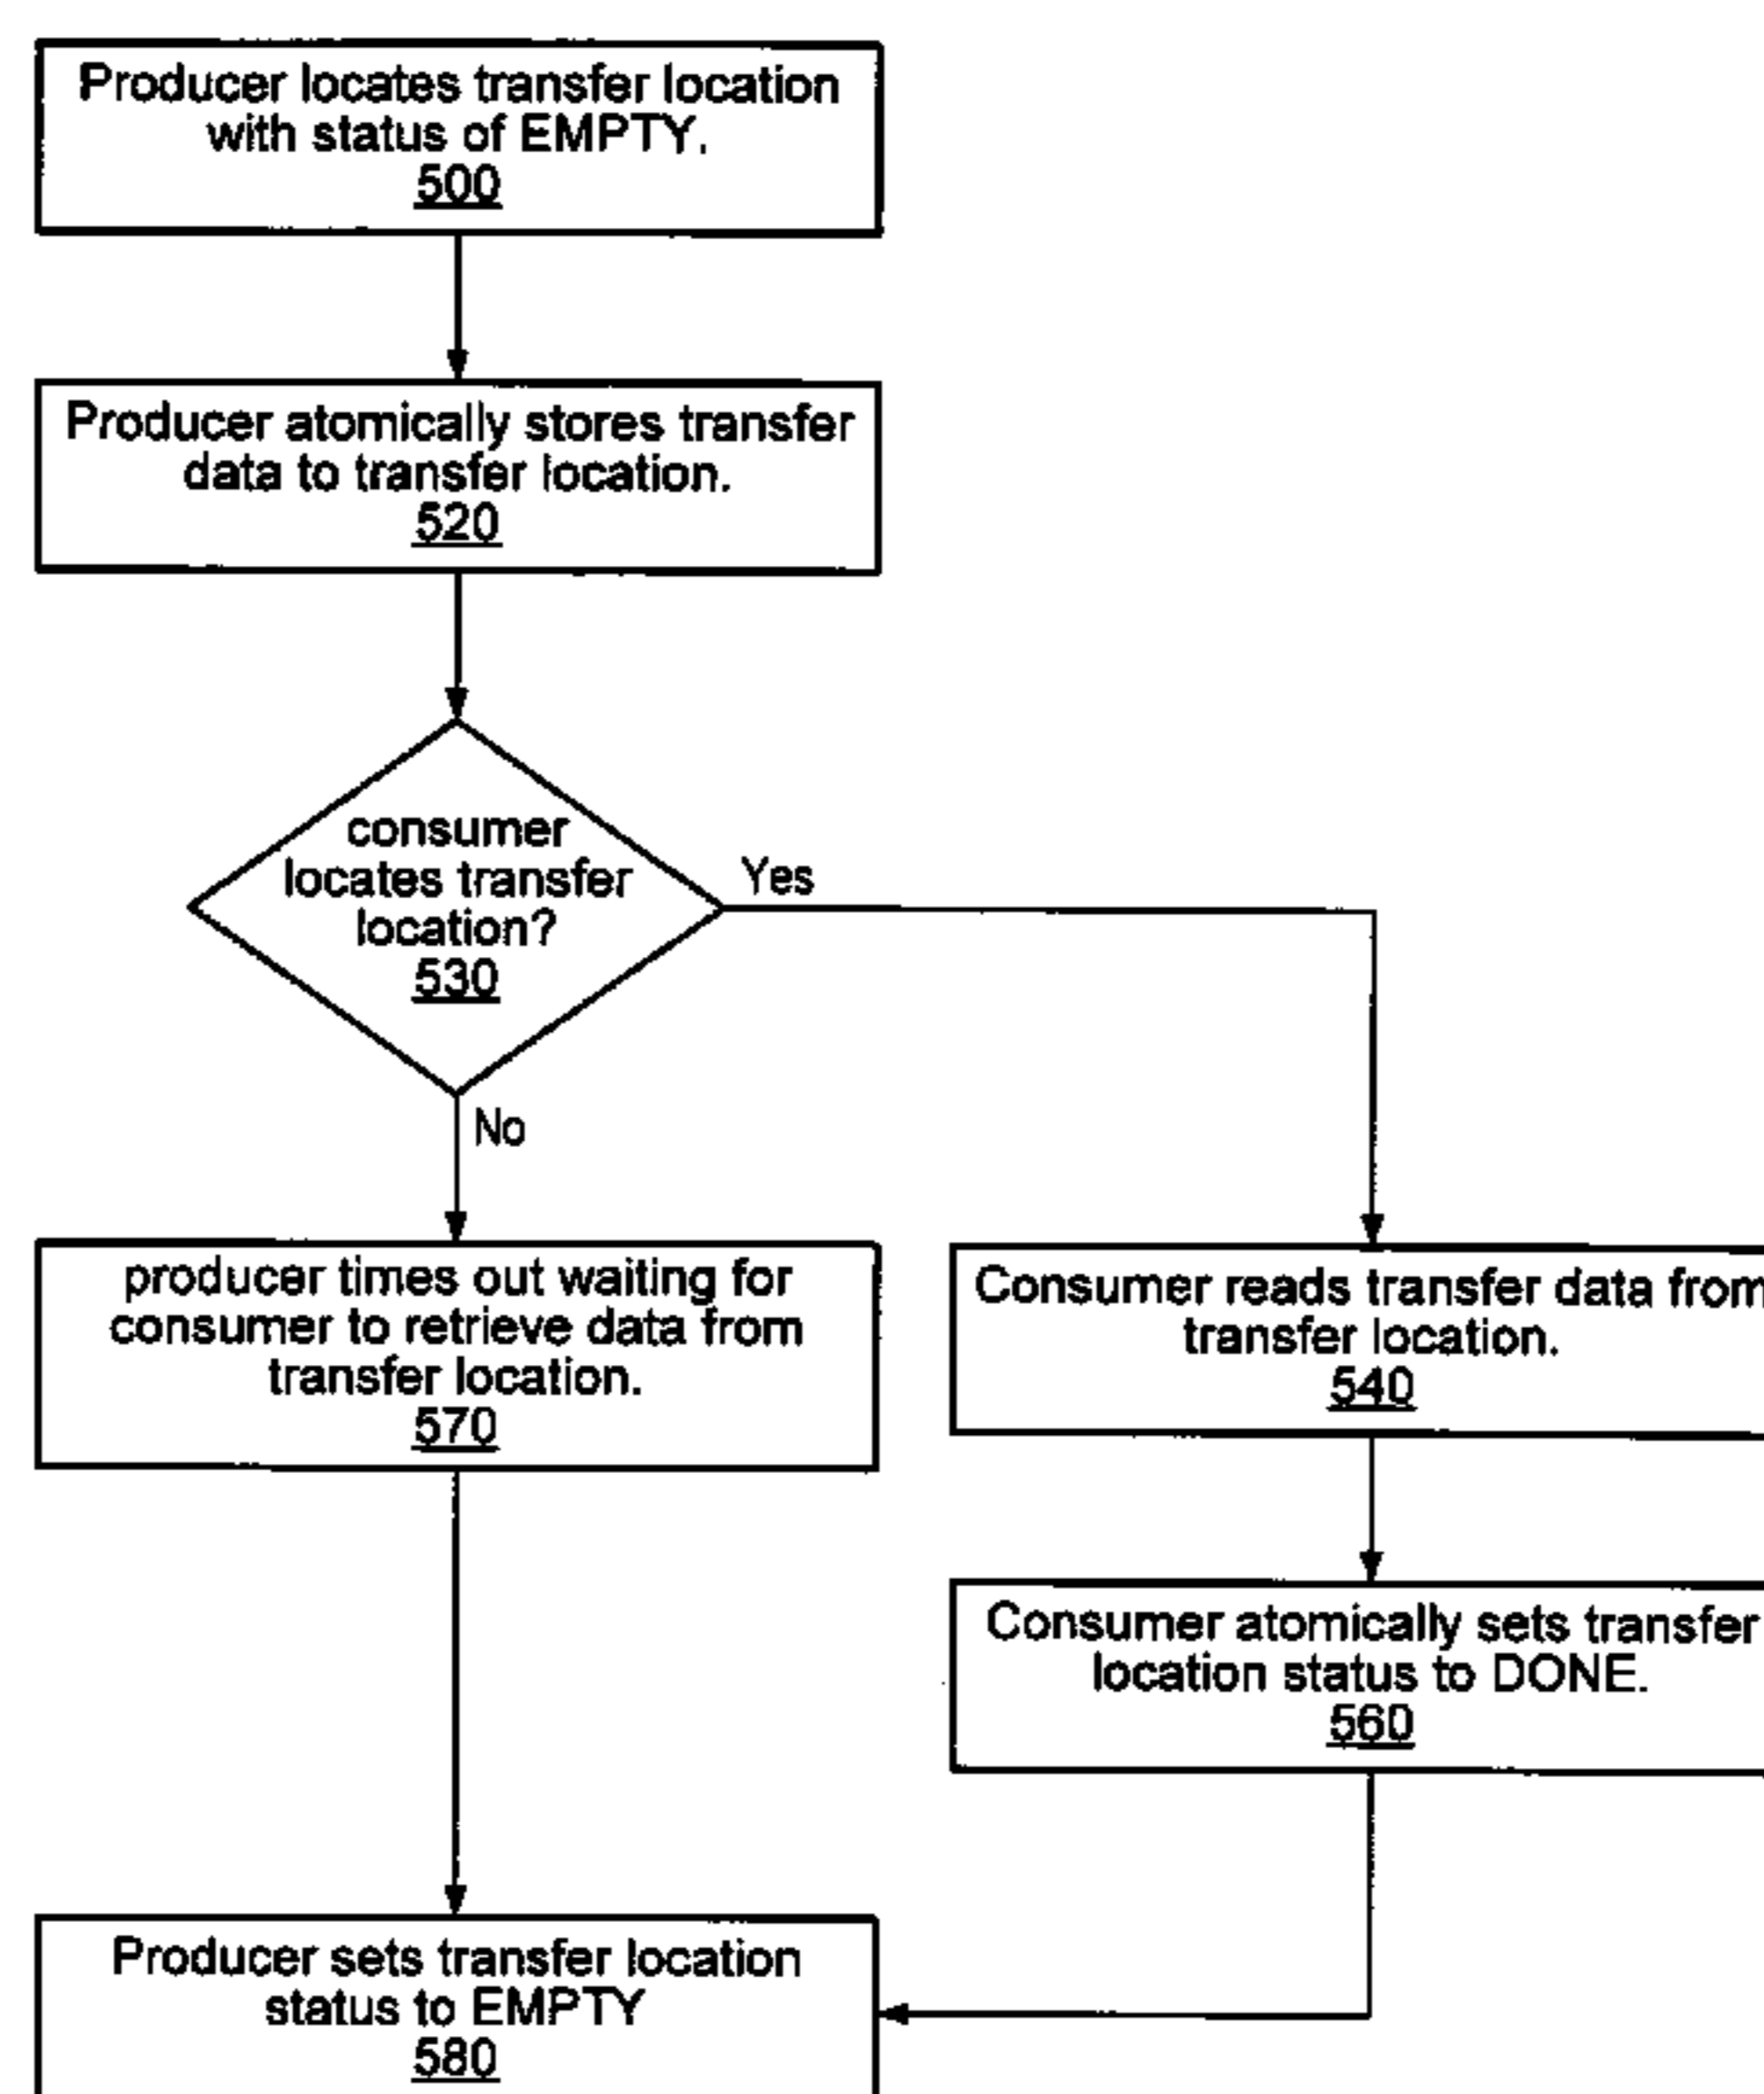 Producer locates transfer location
with status of EMPTY.
500
Producer atomically stores transfer
data to transfer location.
520
consumer
locates transfer
location?
530
Yes
No
producer times out waiting for
consumer to retrieve data from
transfer location.
570
Consumer reads transfer data from
transfer location.
540
Consumer atomically sets transfer
location status to DONE.
560
Producer sets transfer location
status to EMPTY
580